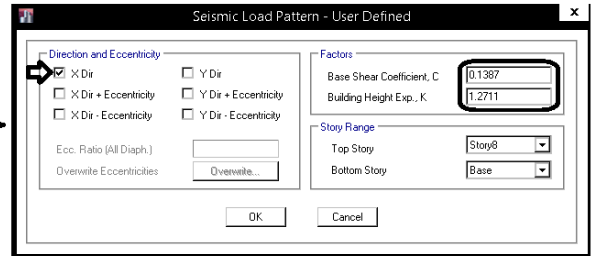 Seismic Load Pattern - User Defined
x
Direction and Eccentricity
X Dir
Y Dir
X Dir + Eccentricity
Y Dir + Eccentricity
X Dir - Eccentricity
Y Dir - Eccentricity
Ecc. Ratio (All Diaph.)
Overwrite Eccentricities
Overwrite...
Factors
Base Shear Coefficient, C
0.1387
Building Height Exp., K
1.2711
Story Range
Top Story
Story8
Bottom Story
Base
OK
Cancel